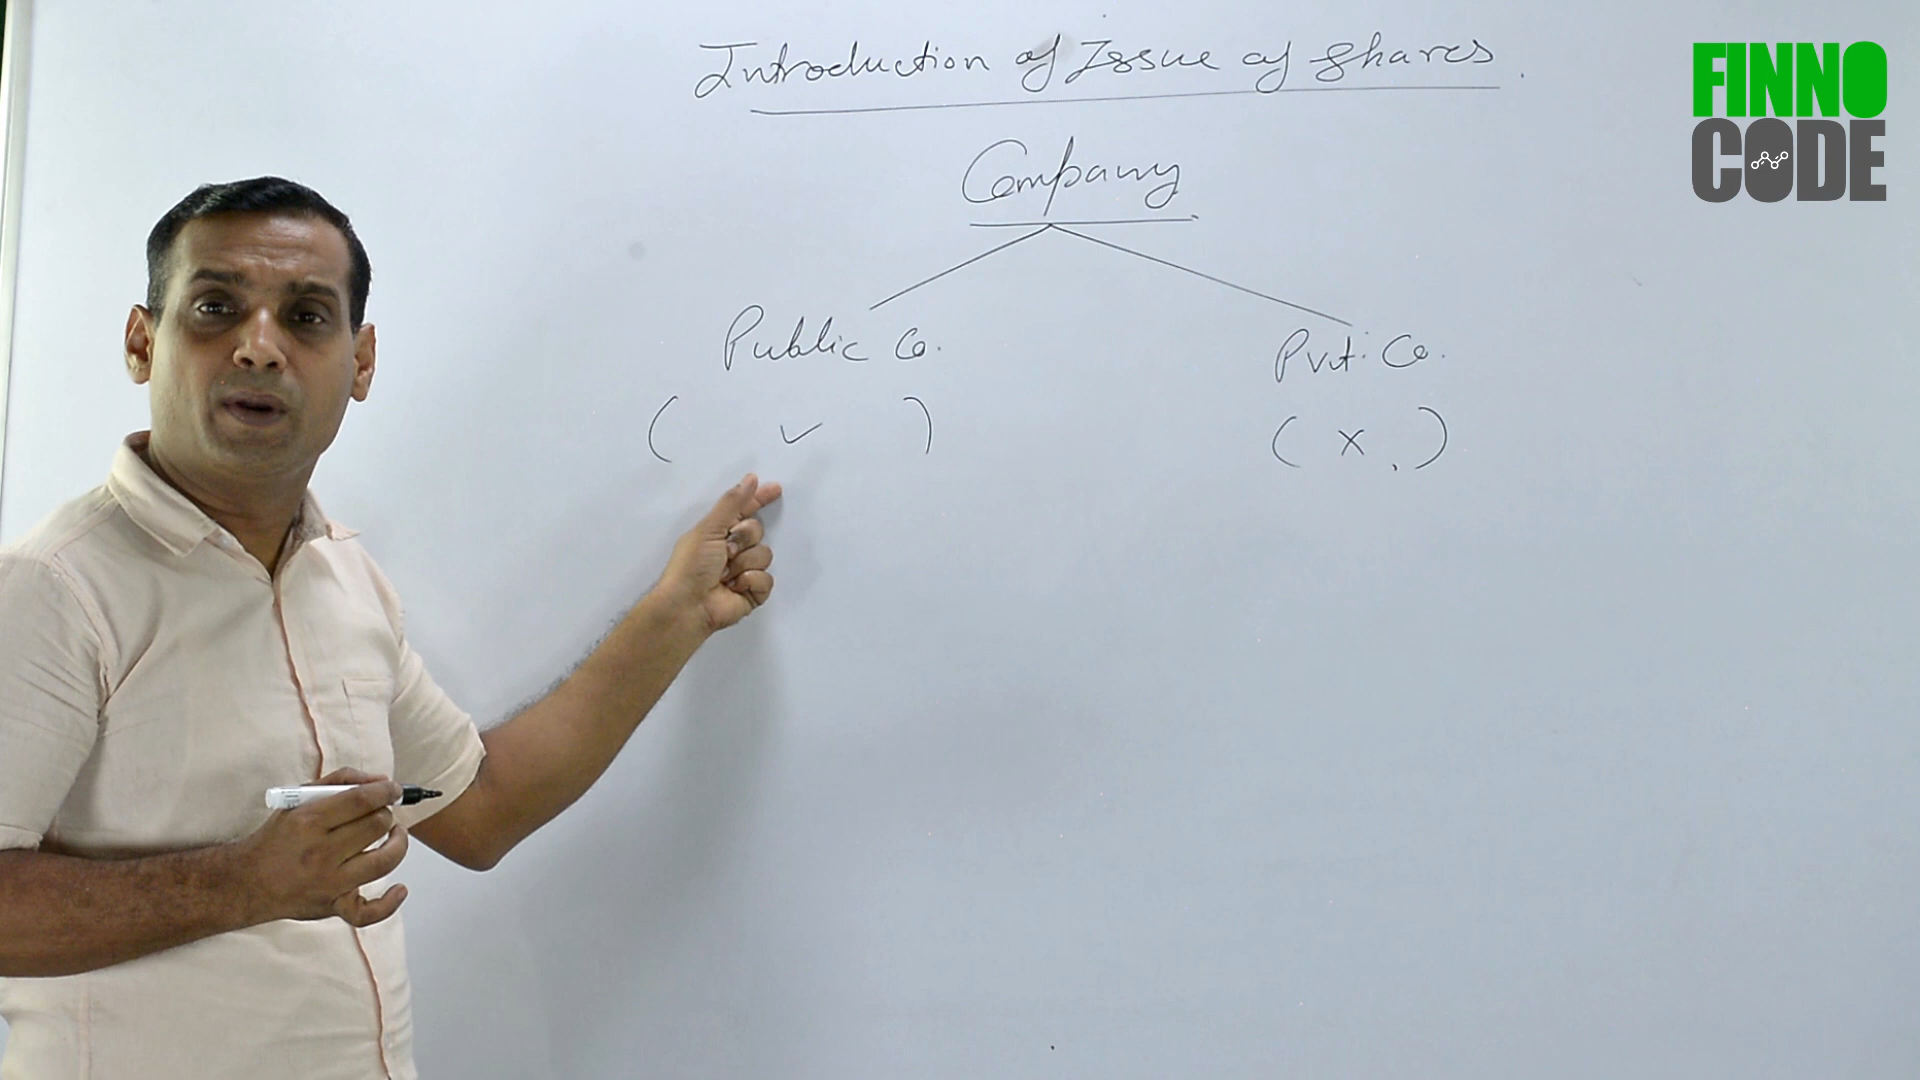 Introduction of Issue of Shares.
FINNO
CODE
Company
Public Co.
Pvt. Co.
( ✓ )
( x . )